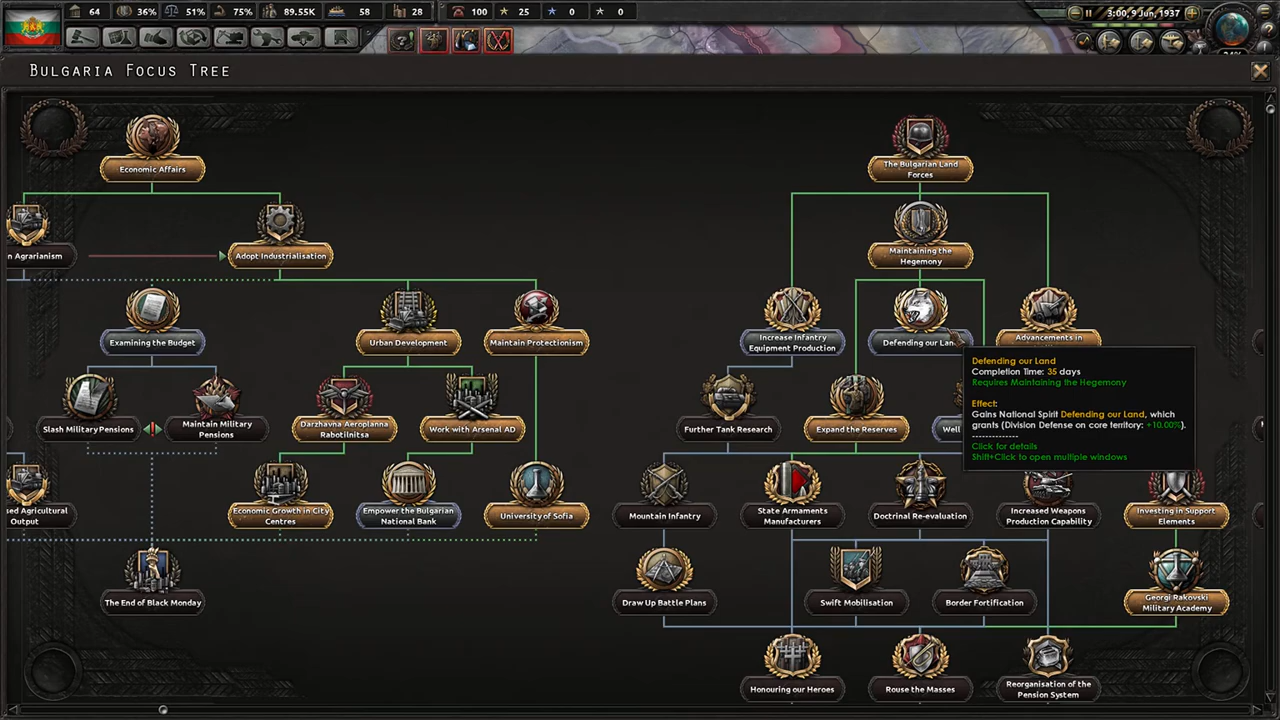 64
36%
51%
75%
89.55K
58
28
100
25
0
0
3:00, 9 Jun, 1937
Bulgaria Focus Tree
Economic Affairs
The Bulgarian Land
Forces
n Agrarianism
Adopt Industrialisation
Maintaining the
Hegemony
Examining the Budget
Urban Development
Maintain Protectionism
Increase Infantry
Equipment Production
Defending our Lan
Advancements in
Defending our Land
Completion Time: 35 days
Requires Maintaining the Hegemony
Effect:
Gains National Spirit Defending our Land, which
grants (Division Defense on core territory: +10.00%).
--------------
Click for details
Shift+Click to open multiple windows
Slash Military Pensions
Maintain Military
Pensions
Darzhavna Aeroplanna
Rabotilnitsa
Work with Arsenal AD
Further Tank Research
Expand the Reserves
Well
sed Agricultural
Output
Economic Growth in City
Centres
Empower the Bulgarian
National Bank
University of Sofia
Mountain Infantry
State Armaments
Manufacturers
Doctrinal Re-evaluation
Increased Weapons
Production Capability
Investing in Support
Elements
The End of Black Monday
Draw Up Battle Plans
Swift Mobilisation
Border Fortification
Georgi Rakovski
Military Academy
Honouring our Heroes
Rouse the Masses
Reorganisation of the
Pension System